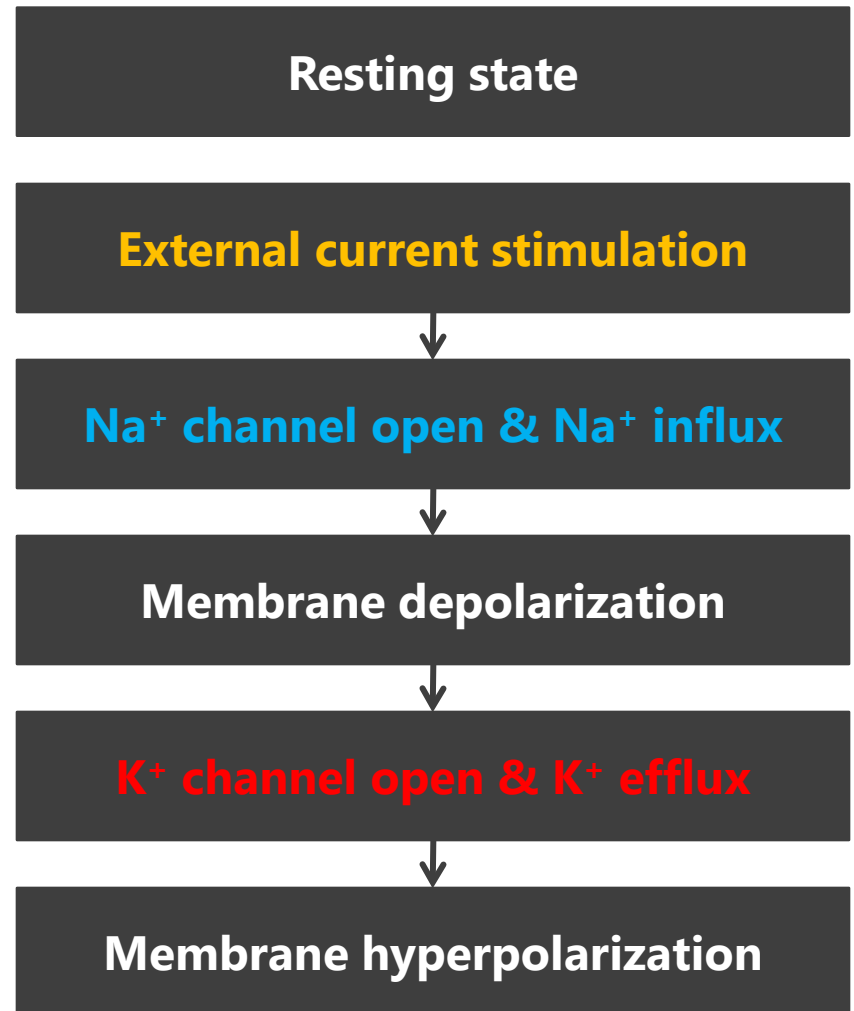 Resting state
External current stimulation
Na⁺ channel open & Na⁺ influx
Membrane depolarization
K⁺ channel open & K⁺ efflux
Membrane hyperpolarization